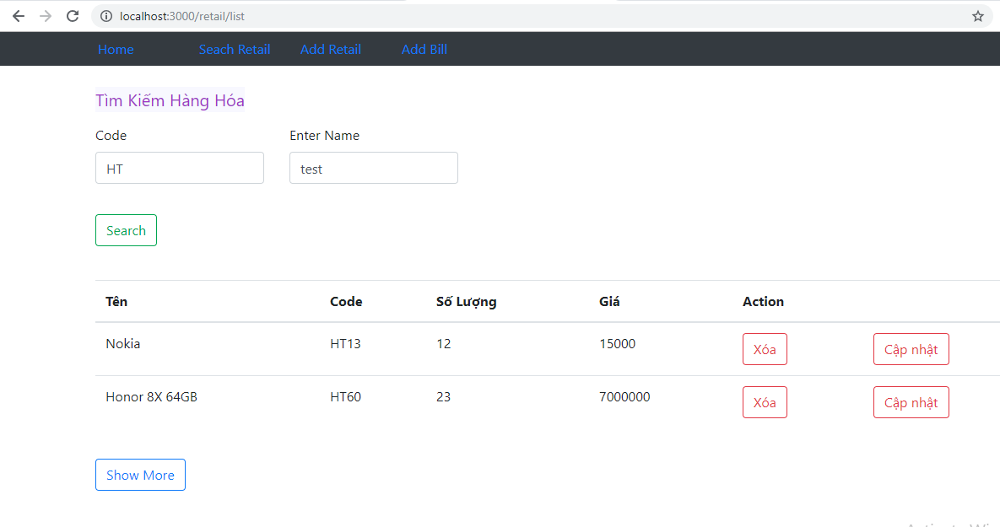 localhost:3000/retail/list
Home Seach Retail Add Retail Add Bill
Tìm Kiếm Hàng Hóa
Code Enter Name
HT test
Search
Tên Code Số Lượng Giá Action
Nokia HT13 12 15000 Xóa Cập nhật
Honor 8X 64GB HT60 23 7000000 Xóa Cập nhật
Show More